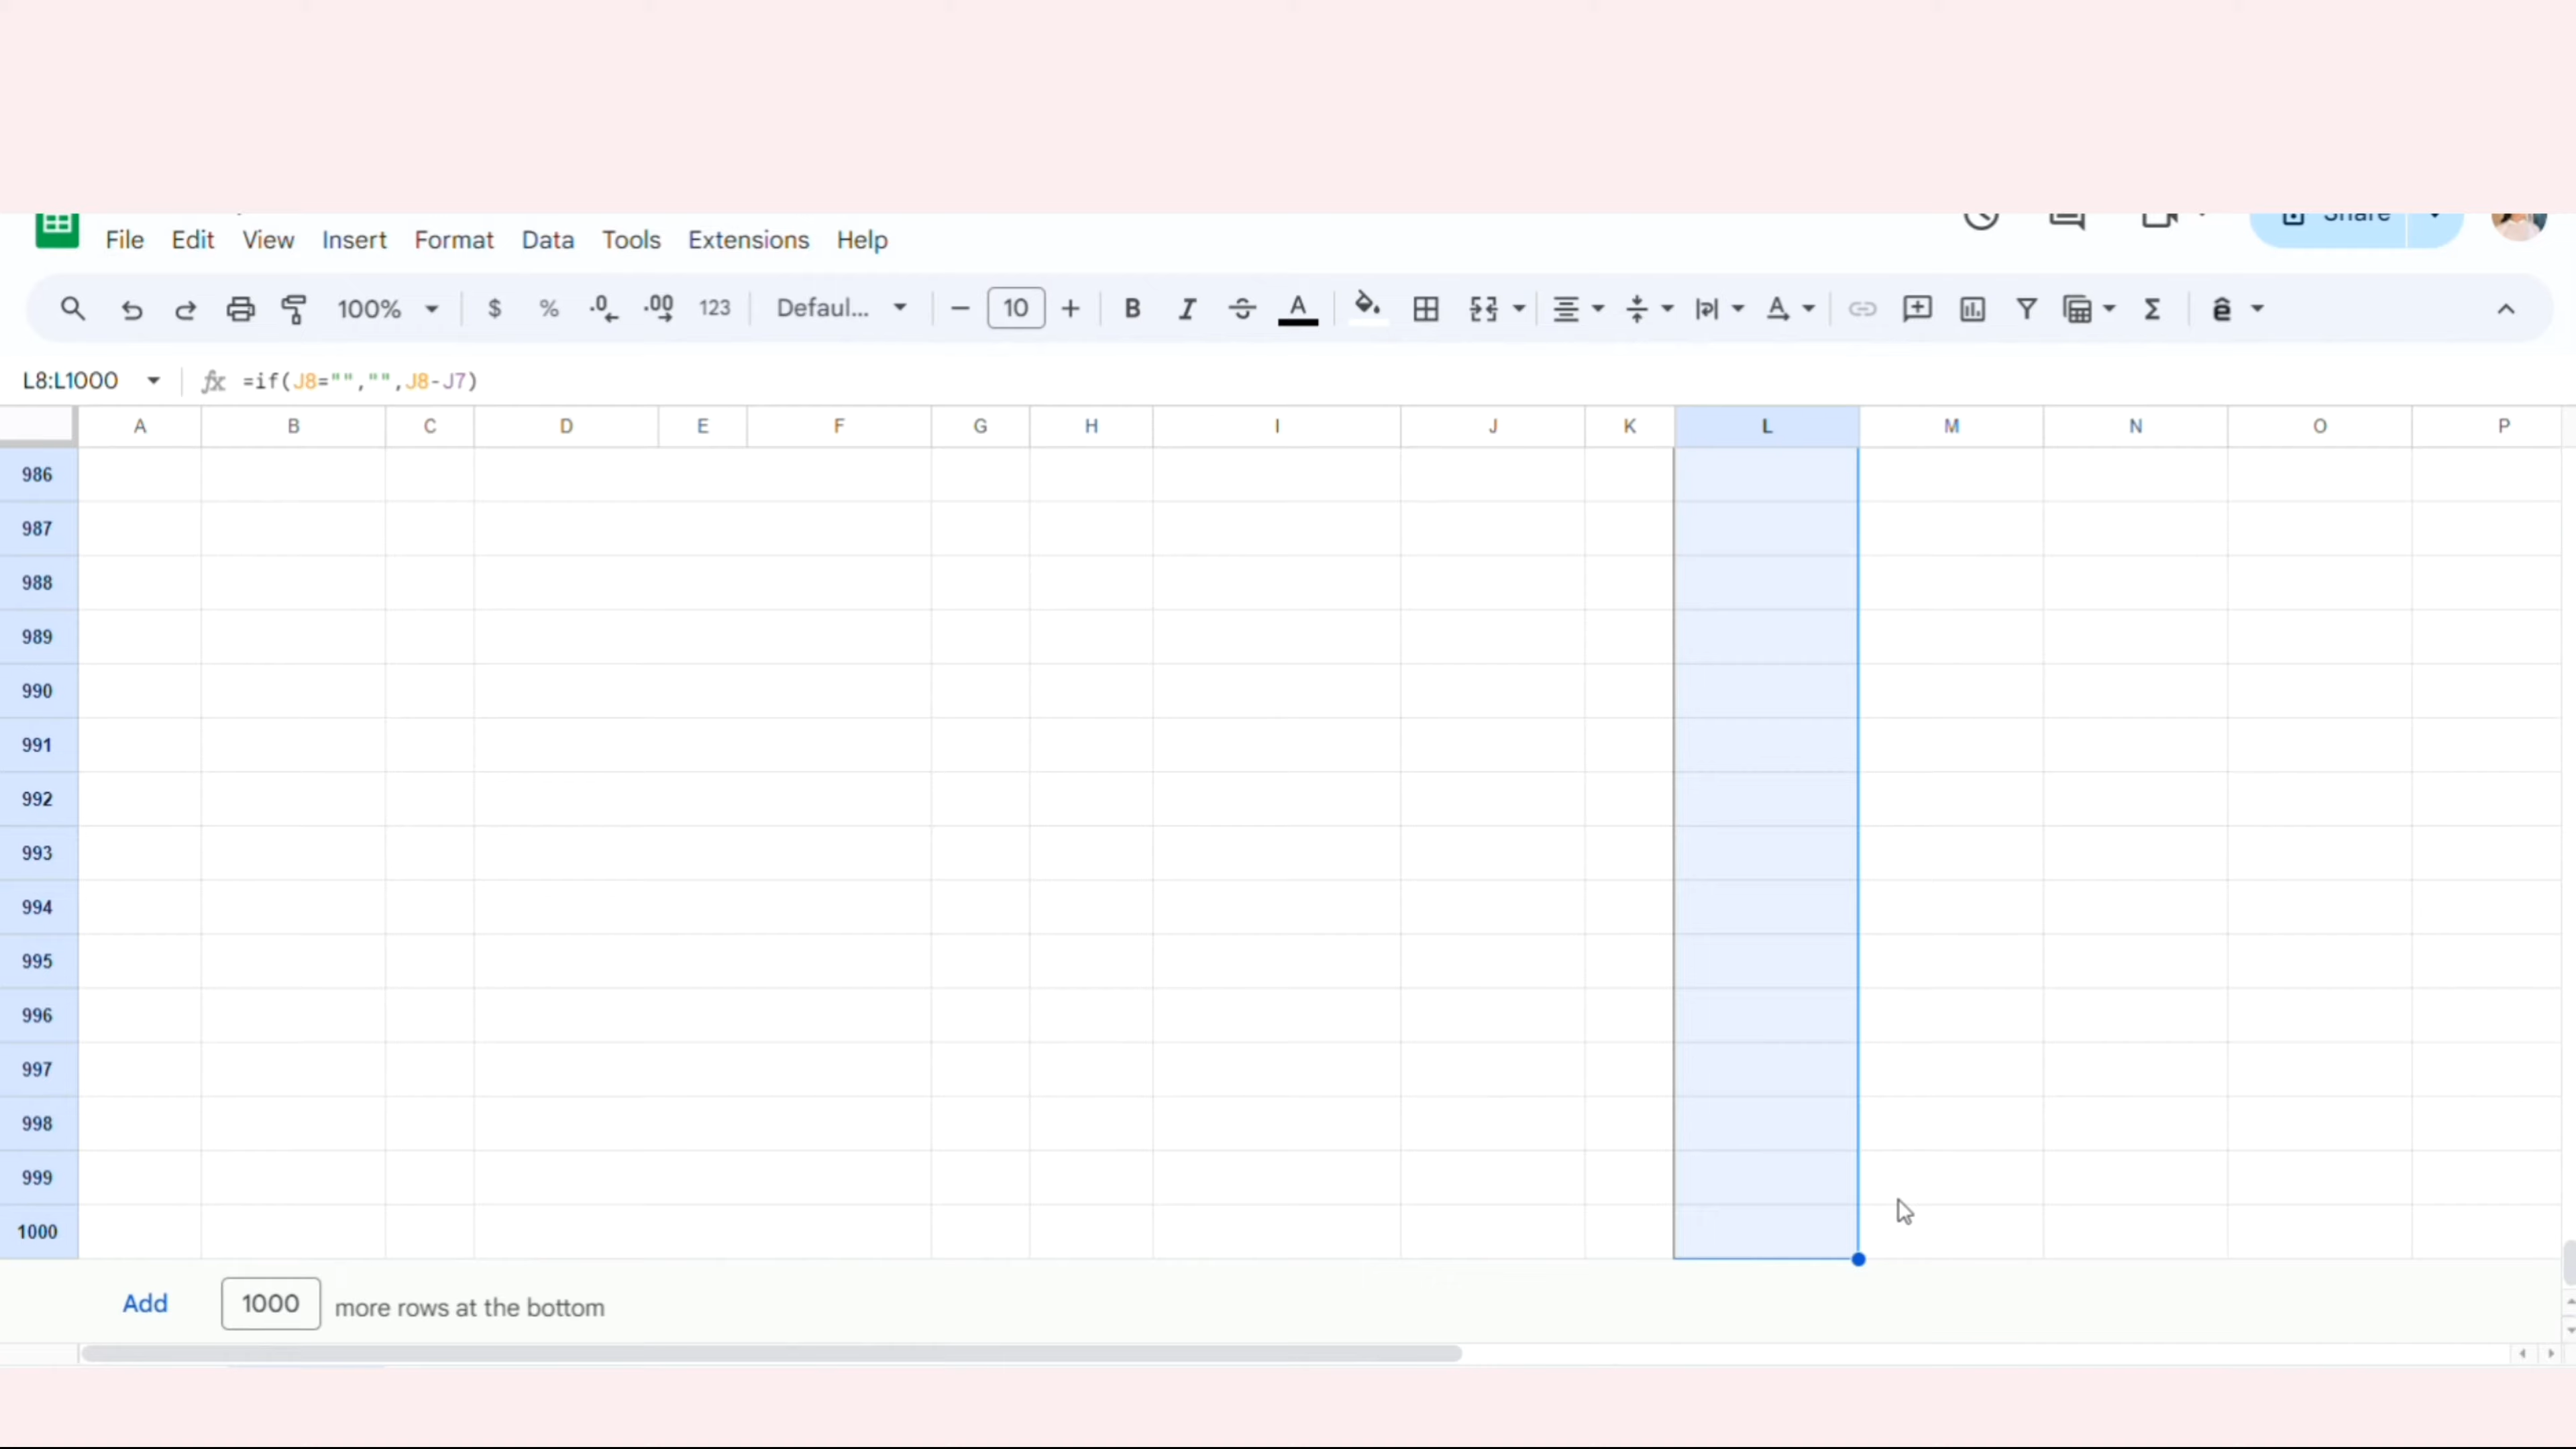 Share
File Edit View Insert Format Data Tools Extensions Help
100% $ % .0 .00 123 Defaul... 10 B I A A Σ ê
L8:L1000 fx =if(J8="","",J8-J7)
A B C D E F G H I J K L M N O P
986
987
988
989
990
991
992
993
994
995
996
997
998
999
1000
Add 1000 more rows at the bottom